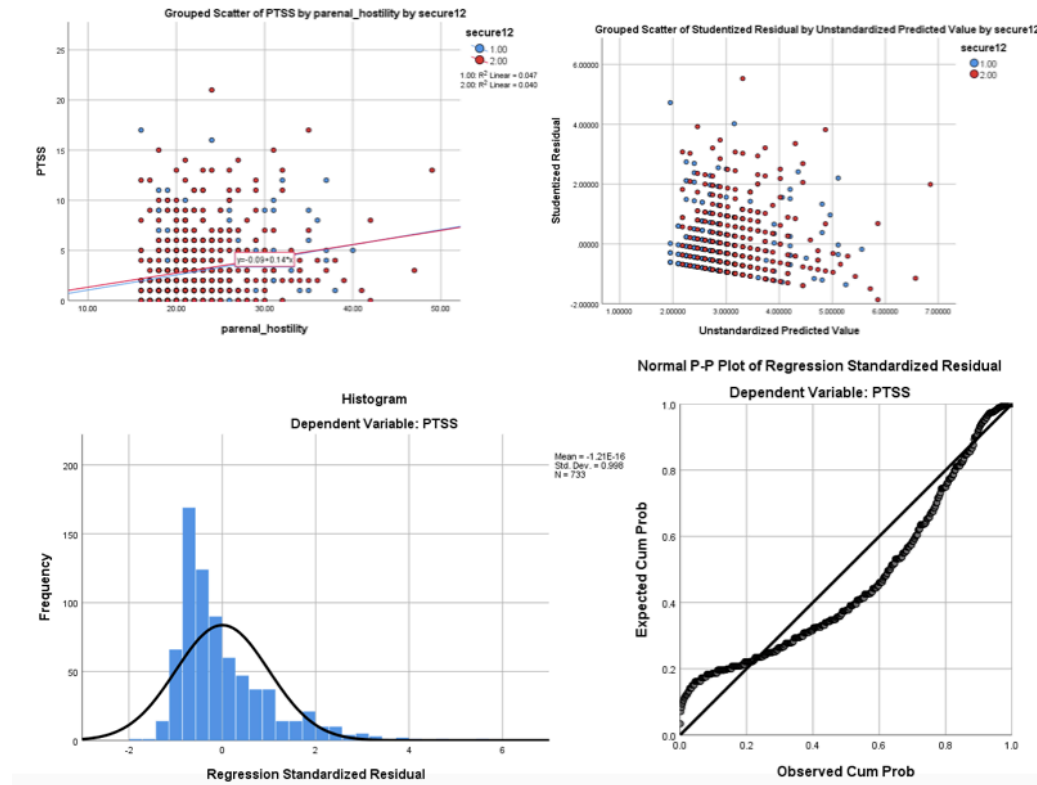 Grouped Scatter of PTSS by parenal_hostility by secure12
secure12
1.00
2.00
1.00: R² Linear = 0.047
2.00: R² Linear = 0.040
25
20
15
10
5
0
PTSS
y=-0.09+0.14*x
10.00 20.00 30.00 40.00 50.00
parenal_hostility
Grouped Scatter of Studentized Residual by Unstandardized Predicted Value by secure12
secure12
1.00
2.00
6.00000
4.00000
2.00000
.00000
-2.00000
Studentized Residual
1.00000 2.00000 3.00000 4.00000 5.00000 6.00000 7.00000
Unstandardized Predicted Value
Histogram
Dependent Variable: PTSS
Mean = -1.21E-16
Std. Dev. = 0.998
N = 733
200
150
100
50
0
Frequency
-2 0 2 4 6
Regression Standardized Residual
Normal P-P Plot of Regression Standardized Residual
Dependent Variable: PTSS
1.0
0.8
0.6
0.4
0.2
0.0
Expected Cum Prob
0.0 0.2 0.4 0.6 0.8 1.0
Observed Cum Prob